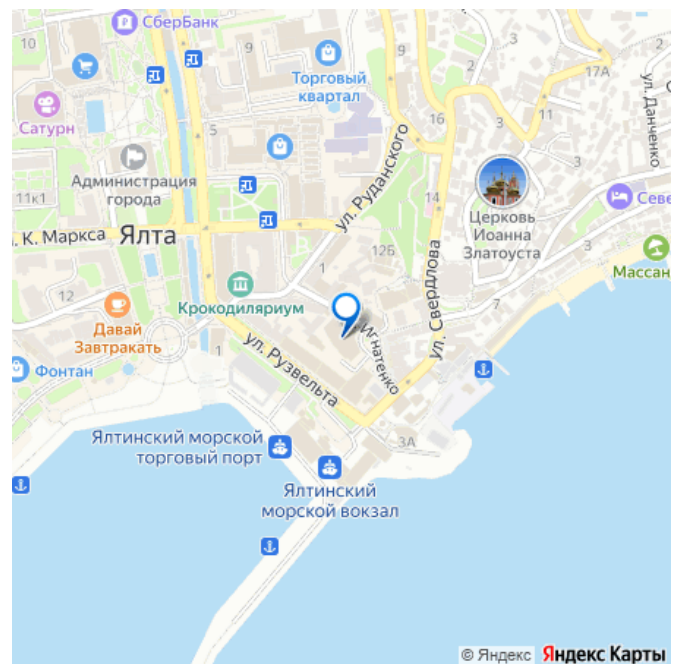 СберБанк
10
9
3
2
Торговый
квартал
17А
ул. Данченко
Сатурн
5
16
11
Администрация
города
ул. Руданского
11к1
14
3
Севе
Церковь
Иоанна
Златоуста
. К. Маркса
Ялта
12Б
1
3
Массан
Крокодиляриум
12
7
Давай
Завтракать
Игнатенко
ул. Свердлова
1
ул. Рузвельта
Фонтан
3А
Ялтинский морской
торговый порт
Ялтинский
морской вокзал
© Яндекс Яндекс Карты